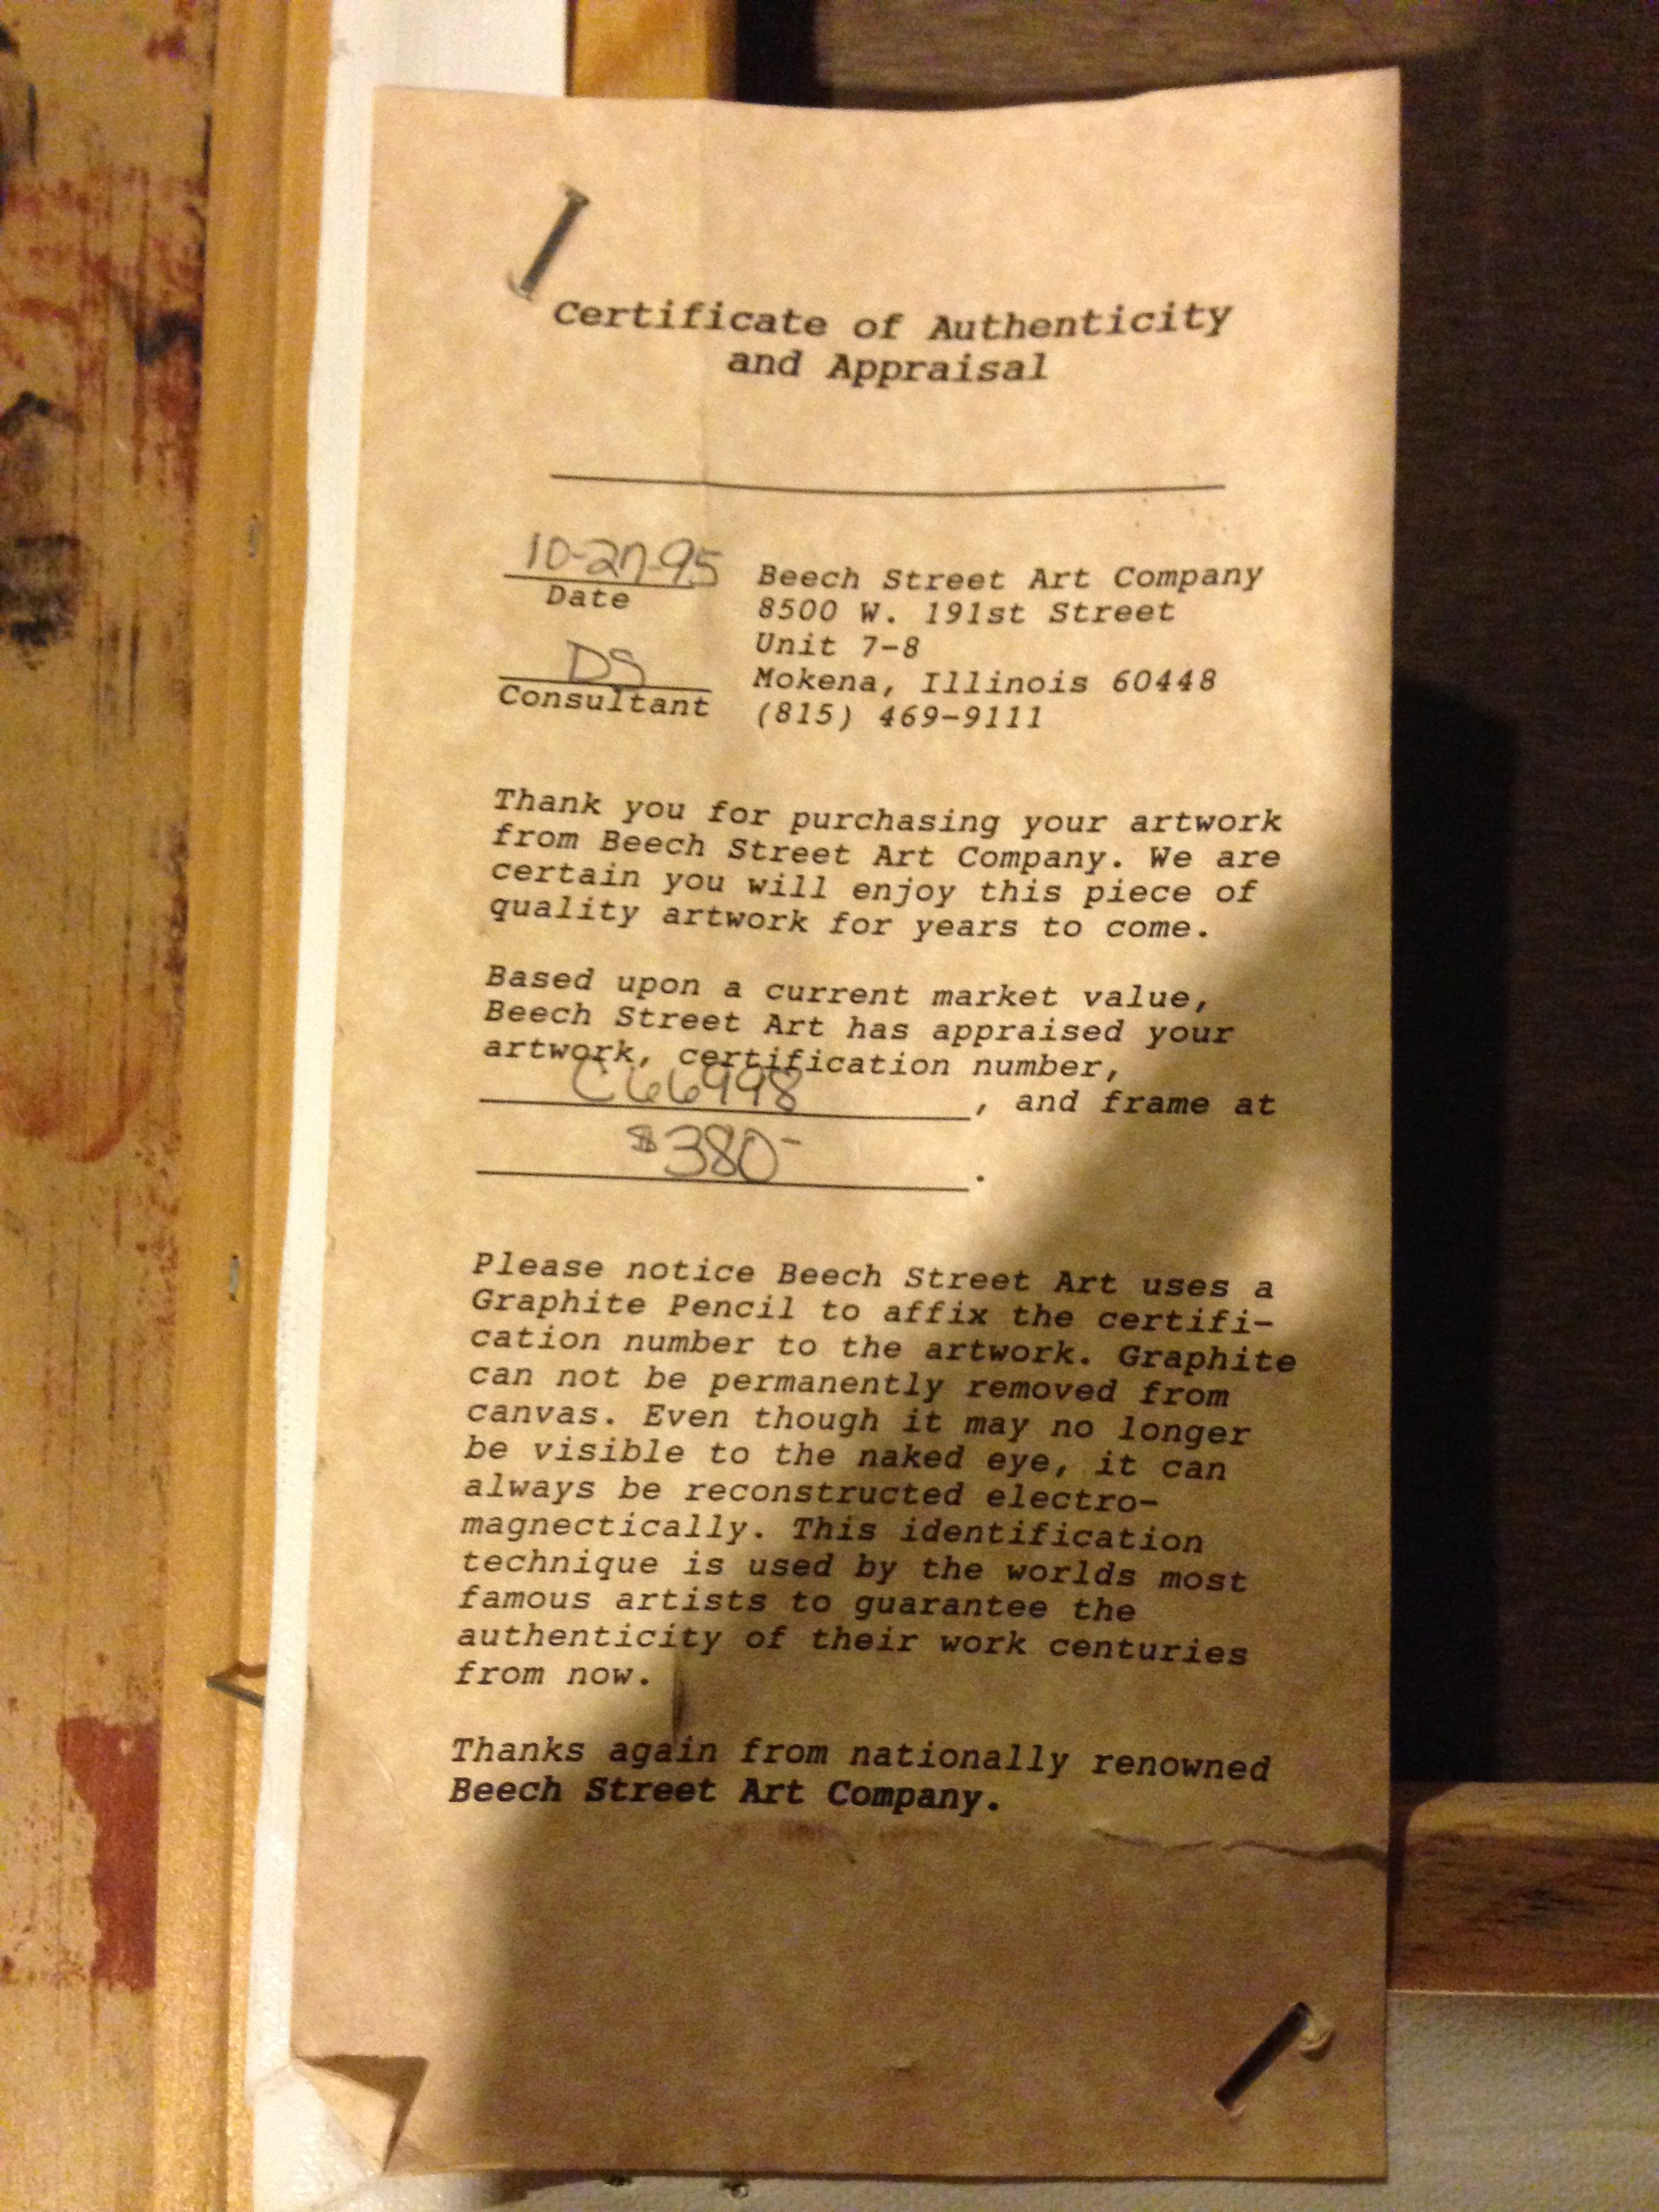 Certificate of Authenticity
and Appraisal
10-27-95
Date
DS
Consultant
Beech Street Art Company
8500 W. 191st Street
Unit 7-8
Mokena, Illinois 60448
(815) 469-9111
Thank you for purchasing your artwork
from Beech Street Art Company. We are
certain you will enjoy this piece of
quality artwork for years to come.
Based upon a current market value,
Beech Street Art has appraised your
artwork, certification number,
C66998, and frame at
$380-.
Please notice Beech Street Art uses a
Graphite Pencil to affix the certifi-
cation number to the artwork. Graphite
can not be permanently removed from
canvas. Even though it may no longer
be visible to the naked eye, it can
always be reconstructed electro-
magnectically. This identification
technique is used by the worlds most
famous artists to guarantee the
authenticity of their work centuries
from now.
Thanks again from nationally renowned
Beech Street Art Company.